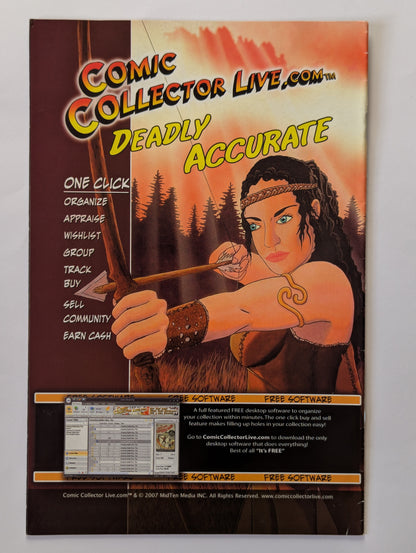 COMIC
COLLECTOR LIVE.COM™
DEADLY
ACCURATE
ONE CLICK
ORGANIZE
APPRAISE
WISHLIST
GROUP
TRACK
BUY
SELL
COMMUNITY
EARN CASH
FREE SOFTWARE FREE SOFTWARE
A full featured FREE desktop software to organize
your collection within minutes. The one click buy and sell
feature makes filling up holes in your collection easy!
Go to ComicCollectorLive.com to download the only
desktop software that does everything!
Best of all "It's FREE"
FREE SOFTWARE FREE SOFTWARE
Comic Collector Live.com™ & © 2007 MidTen Media INC. All Rights Reserved. www.comiccollectorlive.com